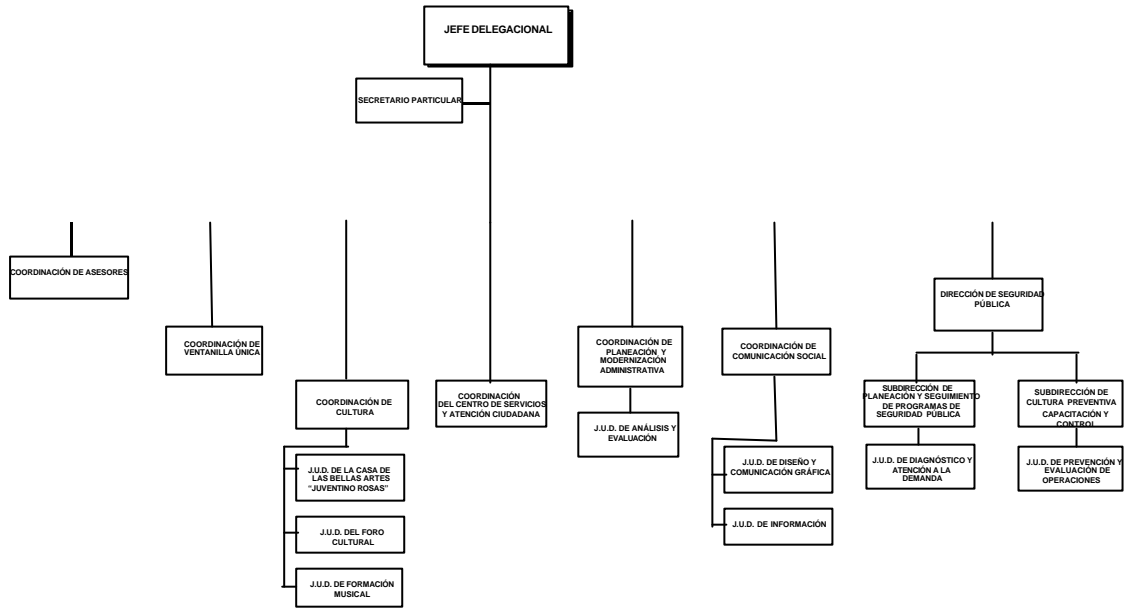 JEFE DELEGACIONAL
SECRETARIO PARTICULAR
COORDINACIÓN DE ASESORES
COORDINACIÓN DE
VENTANILLA ÚNICA
COORDINACIÓN DE
CULTURA
J.U.D. DE LA CASA DE
LAS BELLAS ARTES
"JUVENTINO ROSAS"
J.U.D. DEL FORO
CULTURAL
J.U.D. DE FORMACIÓN
MUSICAL
COORDINACIÓN
DEL CENTRO DE SERVICIOS
Y ATENCIÓN CIUDADANA
COORDINACIÓN DE
PLANEACIÓN Y
MODERNIZACIÓN
ADMINISTRATIVA
J.U.D. DE ANÁLISIS Y
EVALUACIÓN
COORDINACIÓN DE
COMUNICACIÓN SOCIAL
J.U.D. DE DISEÑO Y
COMUNICACIÓN GRÁFICA
J.U.D. DE INFORMACIÓN
DIRECCIÓN DE SEGURIDAD
PÚBLICA
SUBDIRECCIÓN DE
PLANEACIÓN Y SEGUIMIENTO
DE PROGRAMAS DE
SEGURIDAD PÚBLICA
J.U.D. DE DIAGNÓSTICO Y
ATENCIÓN A LA
DEMANDA
SUBDIRECCIÓN DE
CULTURA PREVENTIVA
CAPACITACIÓN Y
CONTROL
J.U.D. DE PREVENCIÓN Y
EVALUACIÓN DE
OPERACIONES